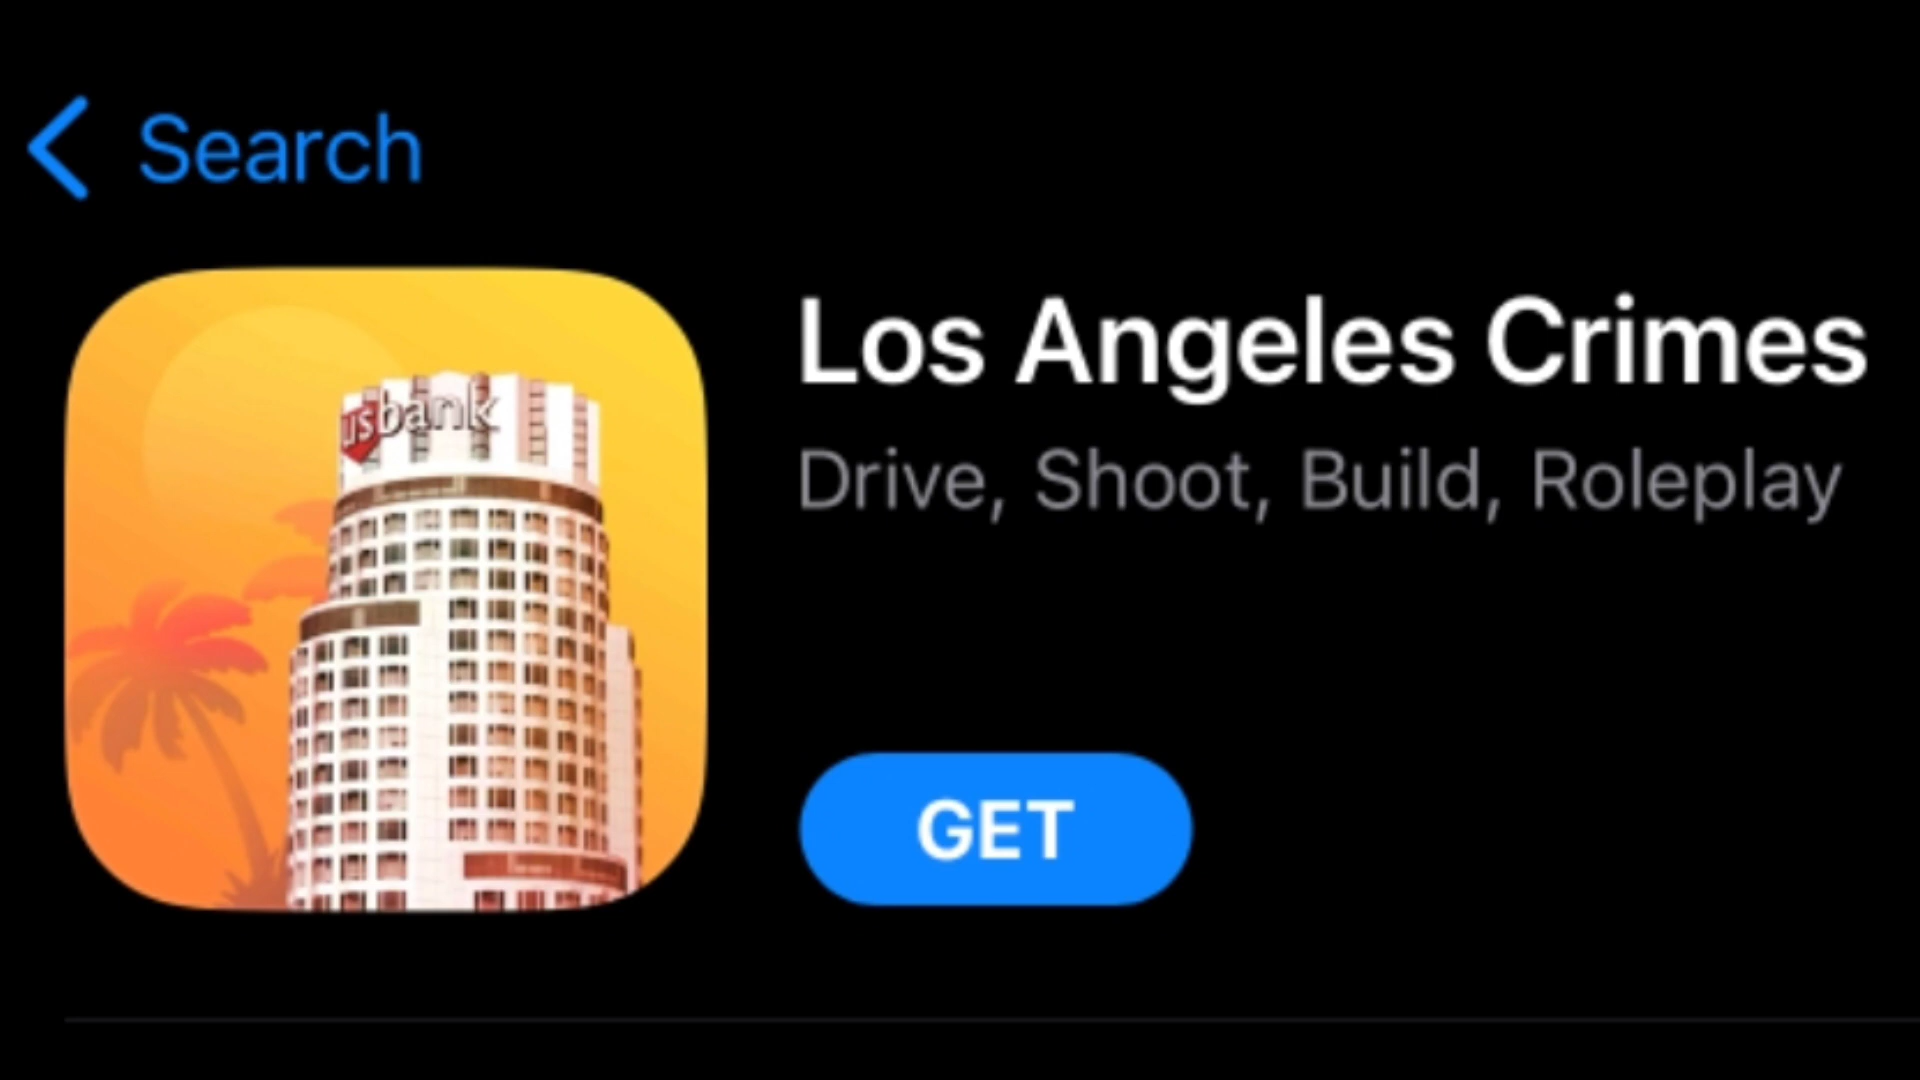 Search
usbank
Los Angeles Crimes
Drive, Shoot, Build, Roleplay
GET